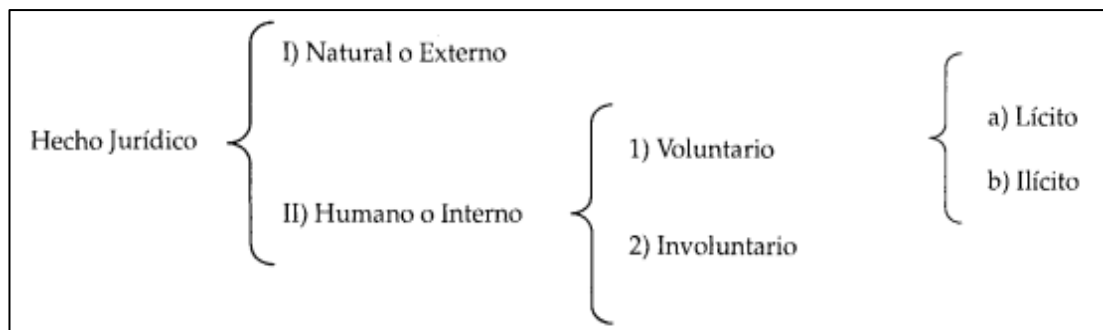 Hecho Jurídico
I) Natural o Externo
II) Humano o Interno
1) Voluntario
2) Involuntario
a) Lícito
b) Ilícito